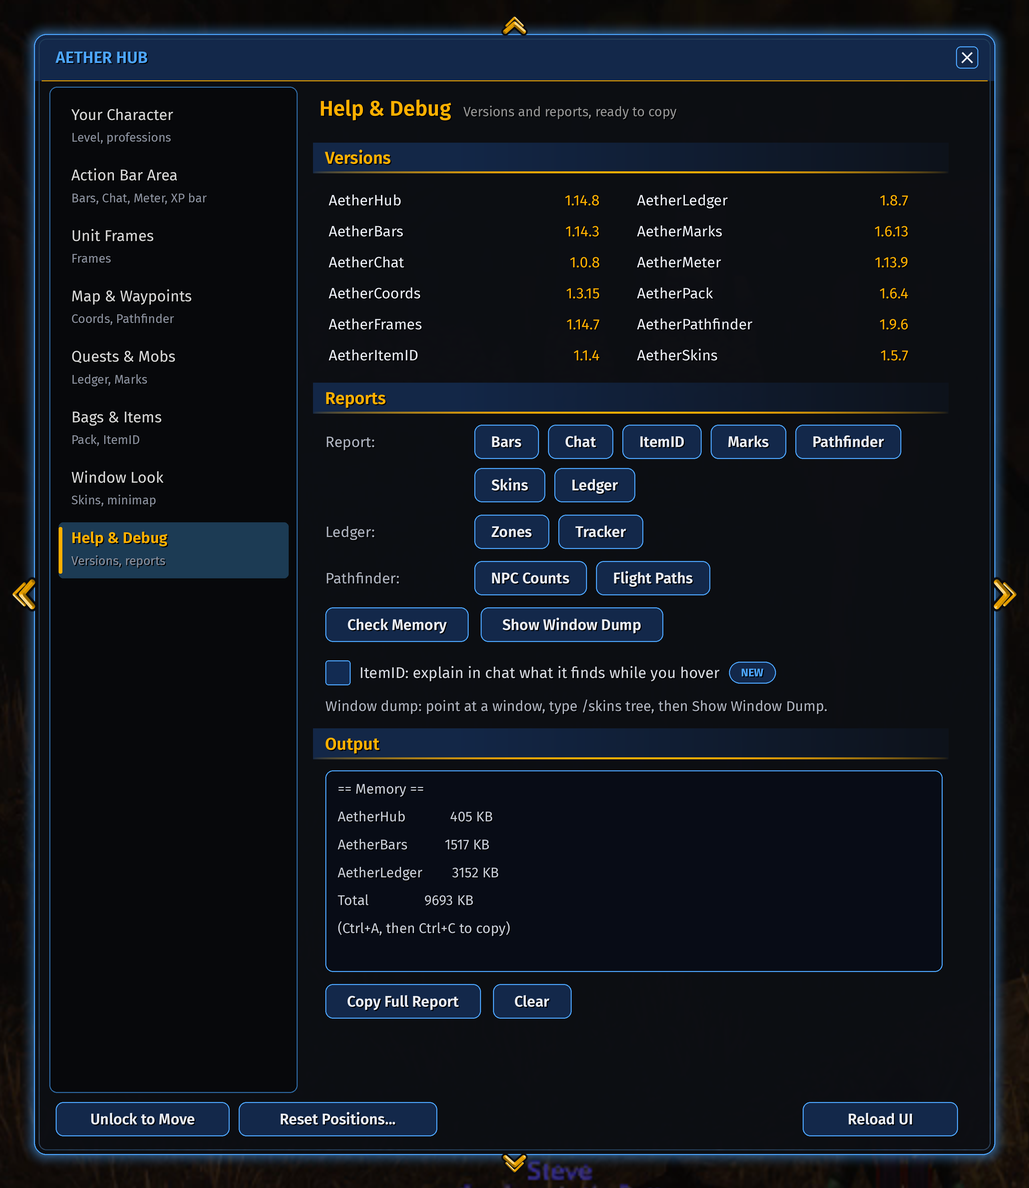 AETHER HUB
Your Character
Level, professions
Action Bar Area
Bars, Chat, Meter, XP bar
Unit Frames
Frames
Map & Waypoints
Coords, Pathfinder
Quests & Mobs
Ledger, Marks
Bags & Items
Pack, ItemID
Window Look
Skins, minimap
Help & Debug
Versions, reports
Help & Debug Versions and reports, ready to copy
Versions
AetherHub 1.14.8 AetherLedger 1.8.7
AetherBars 1.14.3 AetherMarks 1.6.13
AetherChat 1.0.8 AetherMeter 1.13.9
AetherCoords 1.3.15 AetherPack 1.6.4
AetherFrames 1.14.7 AetherPathfinder 1.9.6
AetherItemID 1.1.4 AetherSkins 1.5.7
Reports
Report: Bars Chat ItemID Marks Pathfinder
Skins Ledger
Ledger: Zones Tracker
Pathfinder: NPC Counts Flight Paths
Check Memory Show Window Dump
ItemID: explain in chat what it finds while you hover NEW
Window dump: point at a window, type /skins tree, then Show Window Dump.
Output
== Memory ==
AetherHub 405 KB
AetherBars 1517 KB
AetherLedger 3152 KB
Total 9693 KB
(Ctrl+A, then Ctrl+C to copy)
Copy Full Report Clear
Unlock to Move Reset Positions... Reload UI
Steve